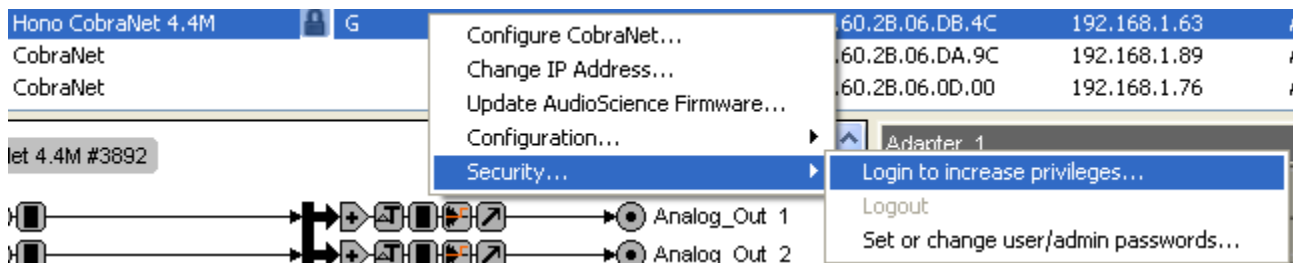 Hono CobraNet 4.4M G .60.2B.06.DB.4C 192.168.1.63
CobraNet .60.2B.06.DA.9C 192.168.1.89
CobraNet .60.2B.06.0D.00 192.168.1.76
Configure CobraNet...
Change IP Address...
Update AudioScience Firmware...
Configuration...
Security...
Login to increase privileges...
Logout
Set or change user/admin passwords...
let 4.4M #3892
Adapter 1
Analog_Out 1
Analog_Out 2